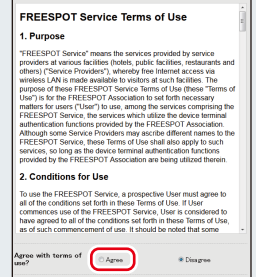 FREESPOT Service Terms of Use
1. Purpose
"FREESPOT Service" means the services provided by service
providers at various facilities (hotels, public facilities, restaurants and
others) ("Service Providers"), whereby free Internet access via
wireless LAN is made available to visitors at such facilities. The
purpose of these FREESPOT Service Terms of Use (these "Terms of
Use") is for the FREESPOT Association to set forth necessary
matters for users ("User") to use, among the services comprising the
FREESPOT Service, the services which utilize the device terminal
authentication functions provided by the FREESPOT Association.
Although some Service Providers may ascribe different names to the
FREESPOT Service, these Terms of Use shall also apply to such
services, so long as the device terminal authentication functions
provided by the FREESPOT Association are being utilized therein.
2. Conditions for Use
To use the FREESPOT Service, a prospective User must agree to
all of the conditions set forth in these Terms of Use. If User
commences use of the FREESPOT Service, User is considered to
have agreed to all of the conditions set forth in these Terms of Use,
as of such commencement of use. It should be noted that some
Agree with terms of
use?
Agree
Disagree